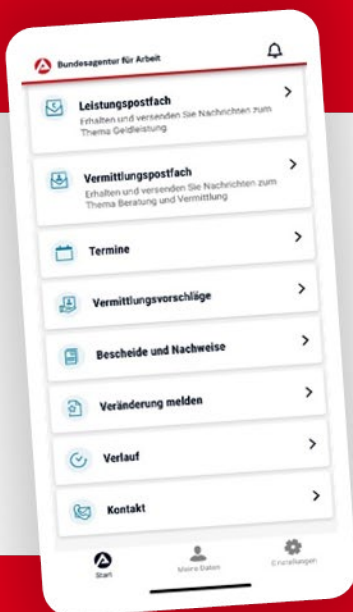 Bundesagentur für Arbeit
Leistungspostfach
Erhalten und versenden Sie Nachrichten zum
Thema Geldleistung
Vermittlungspostfach
Erhalten und versenden Sie Nachrichten zum
Thema Beratung und Vermittlung
Termine
Vermittlungsvorschläge
Bescheide und Nachweise
Veränderung melden
Verlauf
Kontakt
Start
Meine Daten
Einstellungen